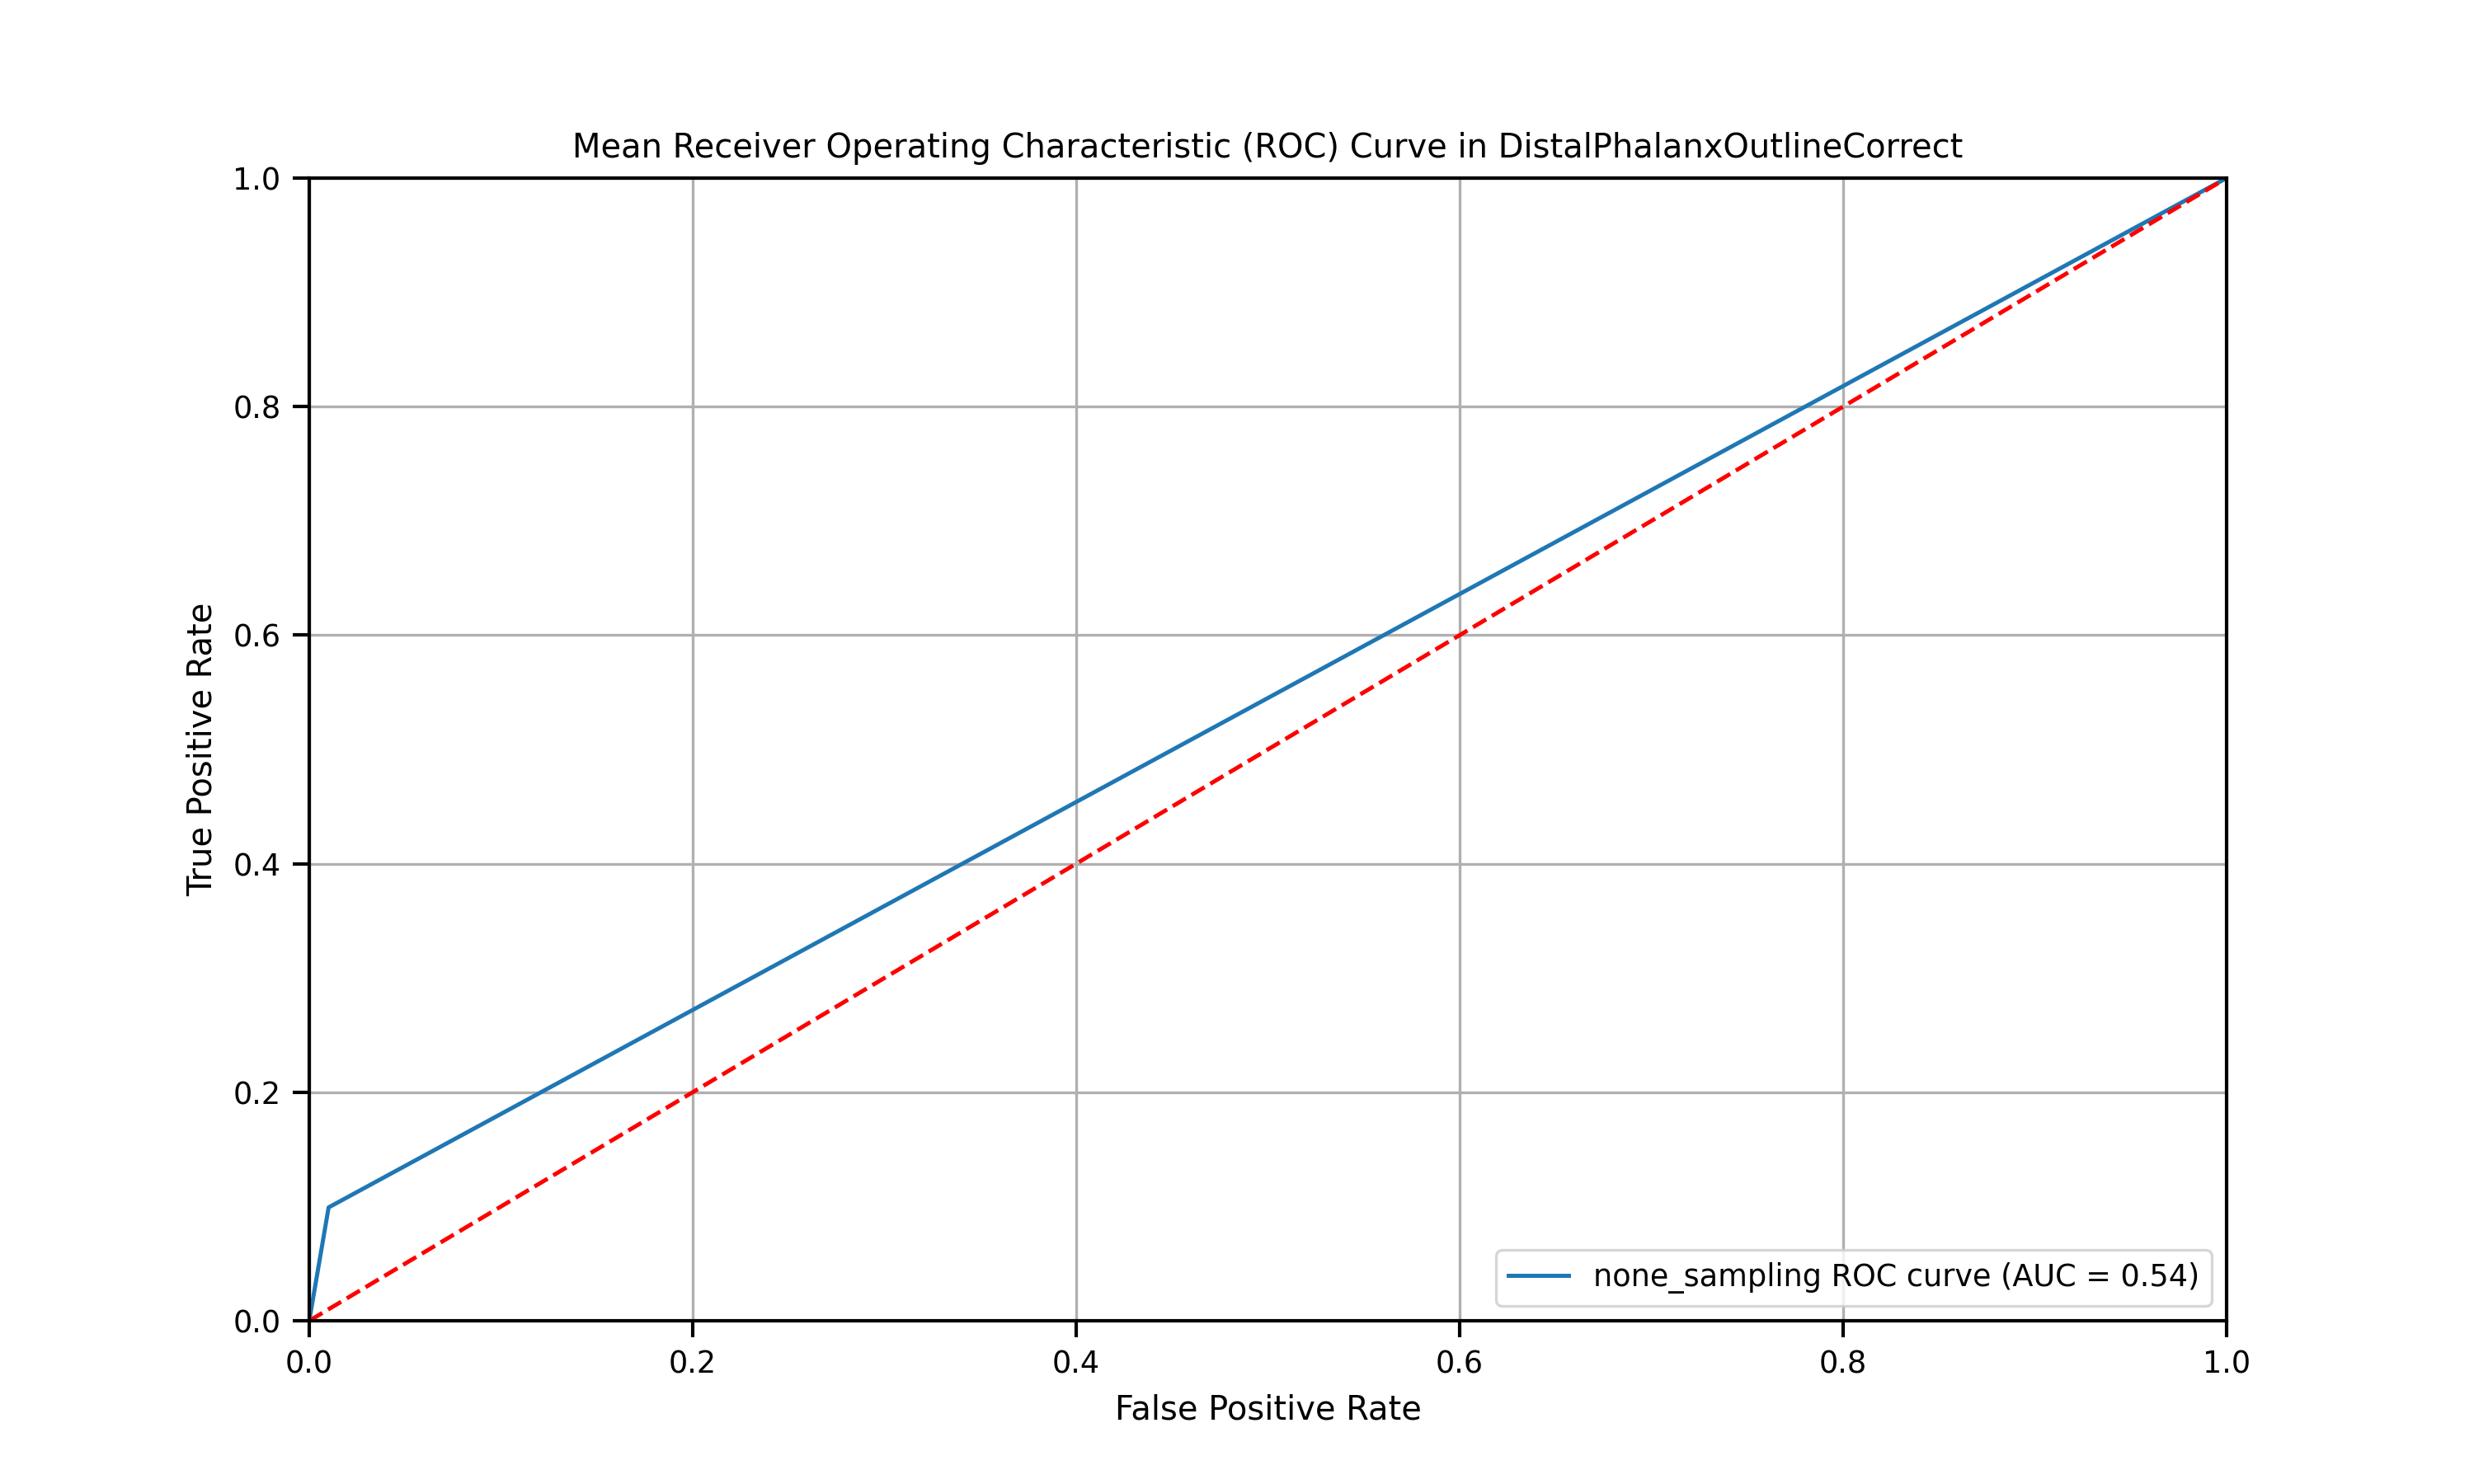 Mean Receiver Operating Characteristic (ROC) Curve in DistalPhalanxOutlineCorrect
1.0
0.8
0.6
0.4
0.2
0.0
True Positive Rate
none_sampling ROC curve (AUC = 0.54)
0.0 0.2 0.4 0.6 0.8 1.0
False Positive Rate